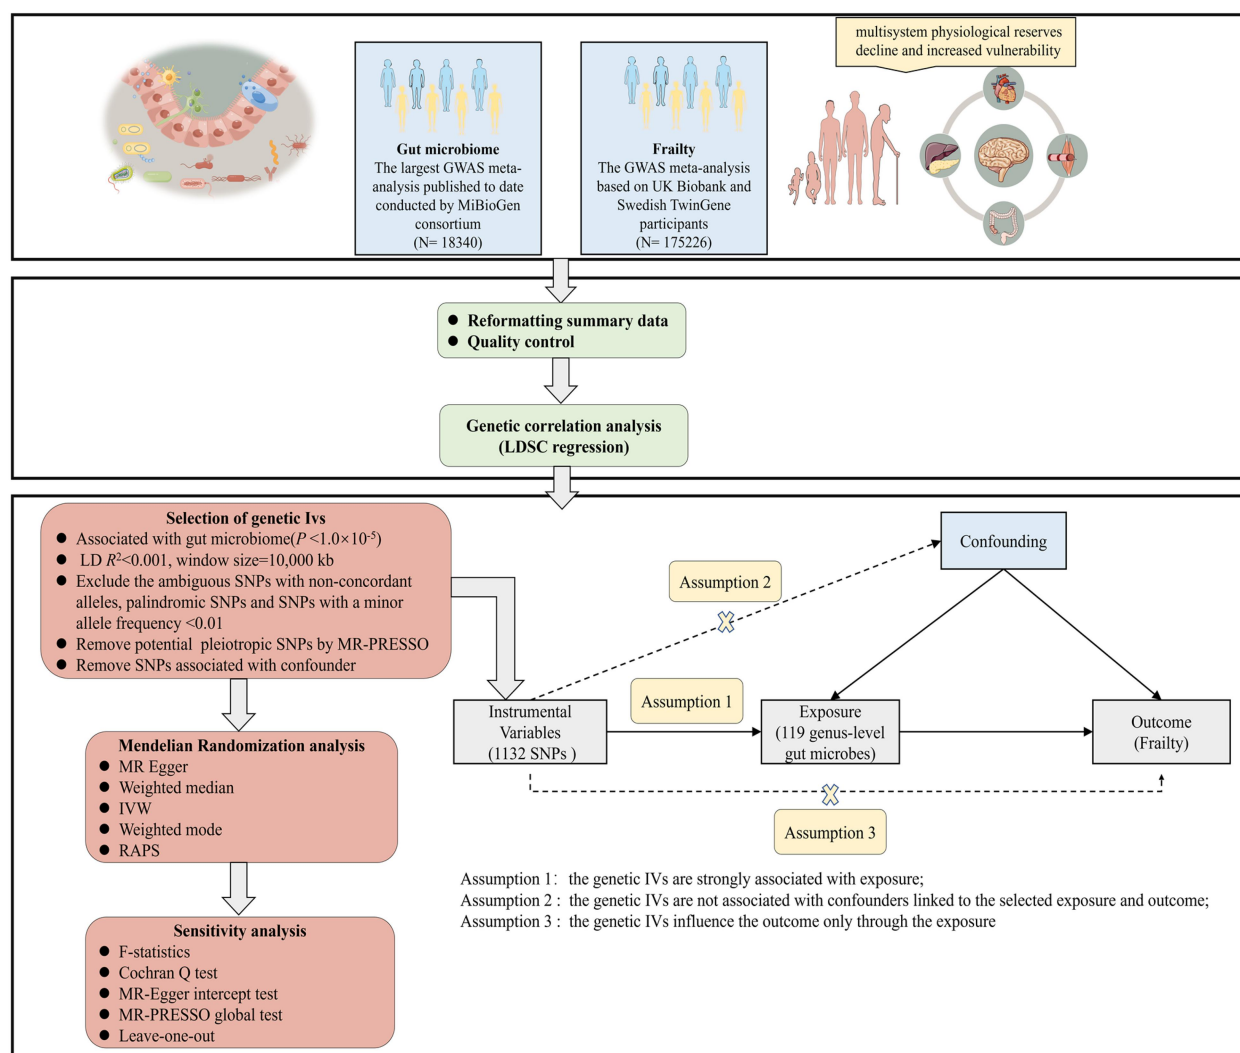 multisystem physiological reserves
decline and increased vulnerability
Gut microbiome
The largest GWAS meta-
analysis published to date
conducted by MiBioGen
consortium
(N= 18340)
Frailty
The GWAS meta-analysis
based on UK Biobank and
Swedish TwinGene
participants
(N= 175226)
● Reformatting summary data
● Quality control
Genetic correlation analysis
(LDSC regression)
Selection of genetic Ivs
● Associated with gut microbiome(P <1.0×10⁻⁵)
● LD R²<0.001, window size=10,000 kb
● Exclude the ambiguous SNPs with non-concordant
alleles, palindromic SNPs and SNPs with a minor
allele frequency <0.01
● Remove potential pleiotropic SNPs by MR-PRESSO
● Remove SNPs associated with confounder
Mendelian Randomization analysis
● MR Egger
● Weighted median
● IVW
● Weighted mode
● RAPS
Sensitivity analysis
● F-statistics
● Cochran Q test
● MR-Egger intercept test
● MR-PRESSO global test
● Leave-one-out
Confounding
Assumption 2
Assumption 1
Instrumental
Variables
(1132 SNPs )
Exposure
(119 genus-level
gut microbes)
Outcome
(Frailty)
Assumption 3
Assumption 1: the genetic IVs are strongly associated with exposure;
Assumption 2 : the genetic IVs are not associated with confounders linked to the selected exposure and outcome;
Assumption 3 : the genetic IVs influence the outcome only through the exposure